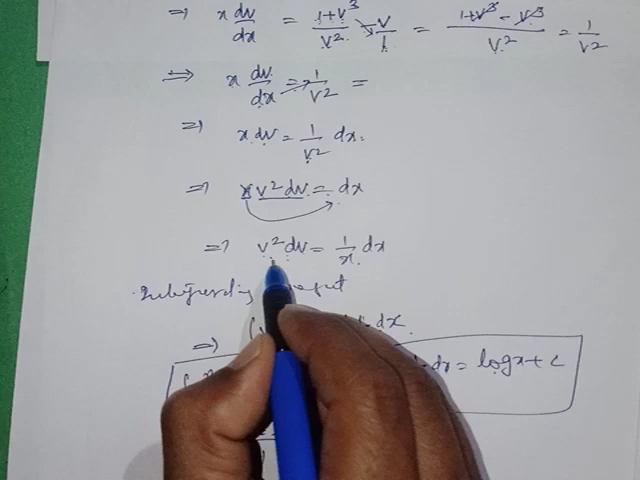 ⇒ x dv/dx = (1+v³)/v² - v/1 = (1+v³-v³)/v² = 1/v²
⇒ x dv/dx = 1/v² =
⇒ x dv = 1/v² dx.
⇒ x v² dv = dx
⇒ v² dv = 1/x dx
⇒ dx.
dx = log x + c